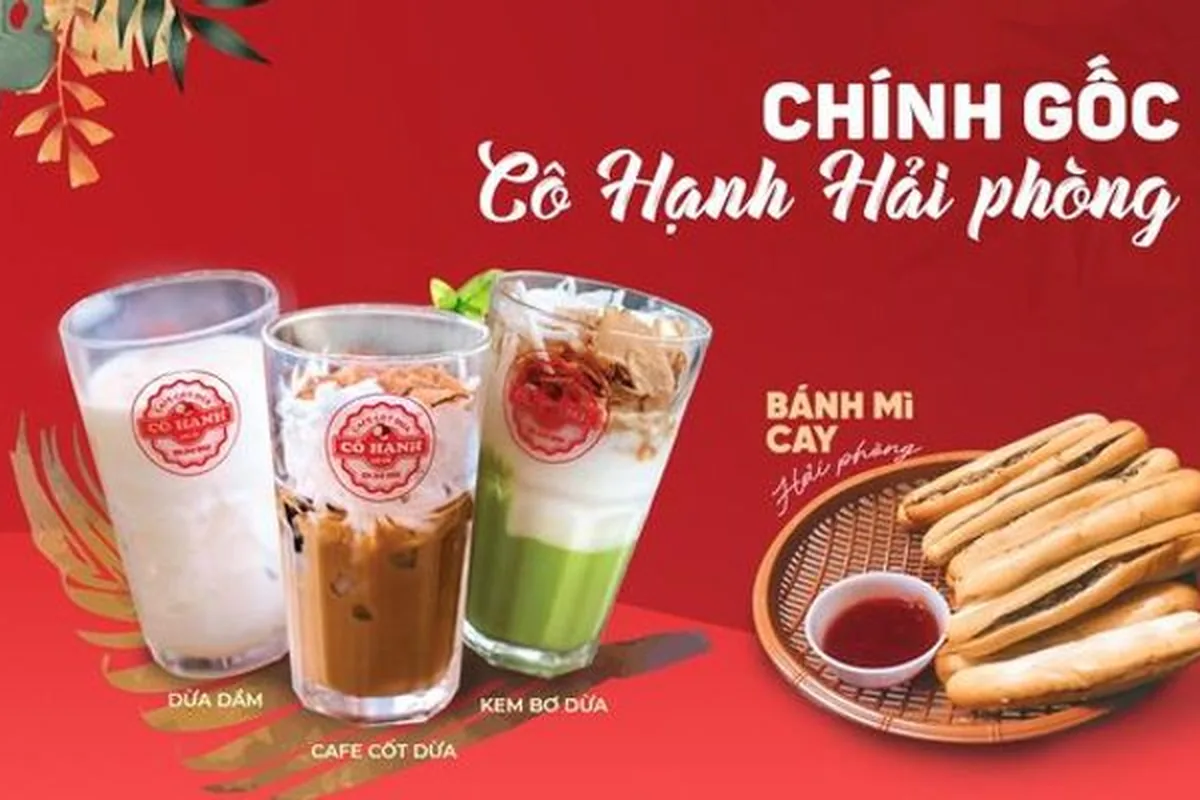 CHÍNH GỐC
Cô Hạnh Hải phòng
BÁNH MÌ
CAY
Hải phòng
CÔ HẠNH
CÔ HẠNH
DỪA DẦM
KEM BƠ DỪA
CAFE CỐT DỪA